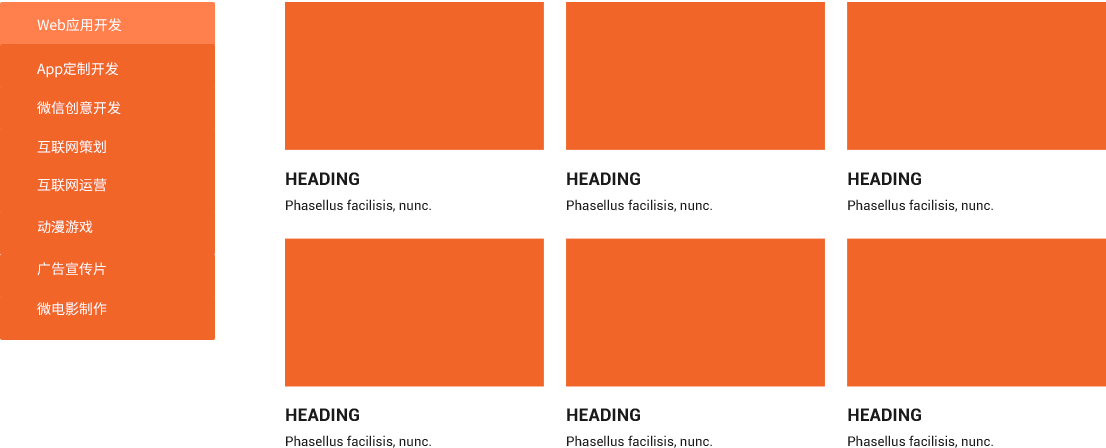 Web应用开发
App定制开发
微信创意开发
互联网策划
互联网运营
动漫游戏
广告宣传片
微电影制作
HEADING
Phasellus facilisis, nunc.
HEADING
Phasellus facilisis, nunc.
HEADING
Phasellus facilisis, nunc.
HEADING
Phasellus facilisis, nunc.
HEADING
Phasellus facilisis, nunc.
HEADING
Phasellus facilisis, nunc.